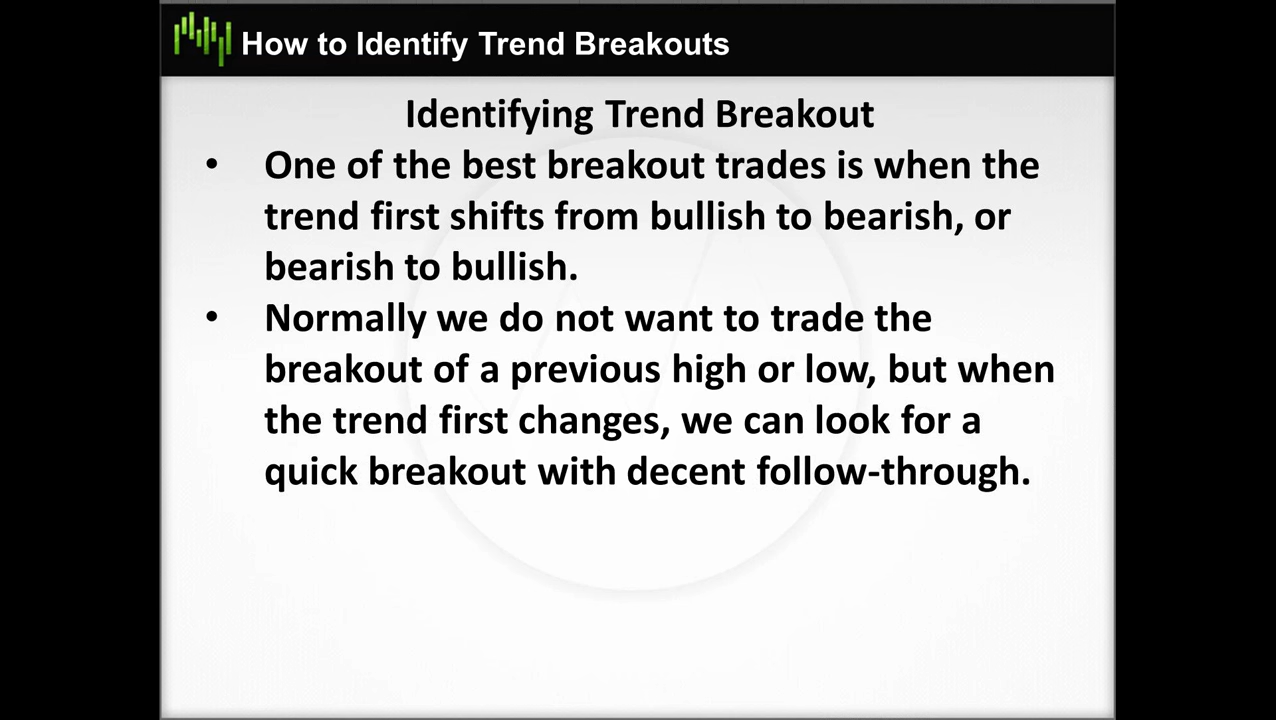 How to Identify Trend Breakouts
Identifying Trend Breakout
• One of the best breakout trades is when the
trend first shifts from bullish to bearish, or
bearish to bullish.
• Normally we do not want to trade the
breakout of a previous high or low, but when
the trend first changes, we can look for a
quick breakout with decent follow-through.